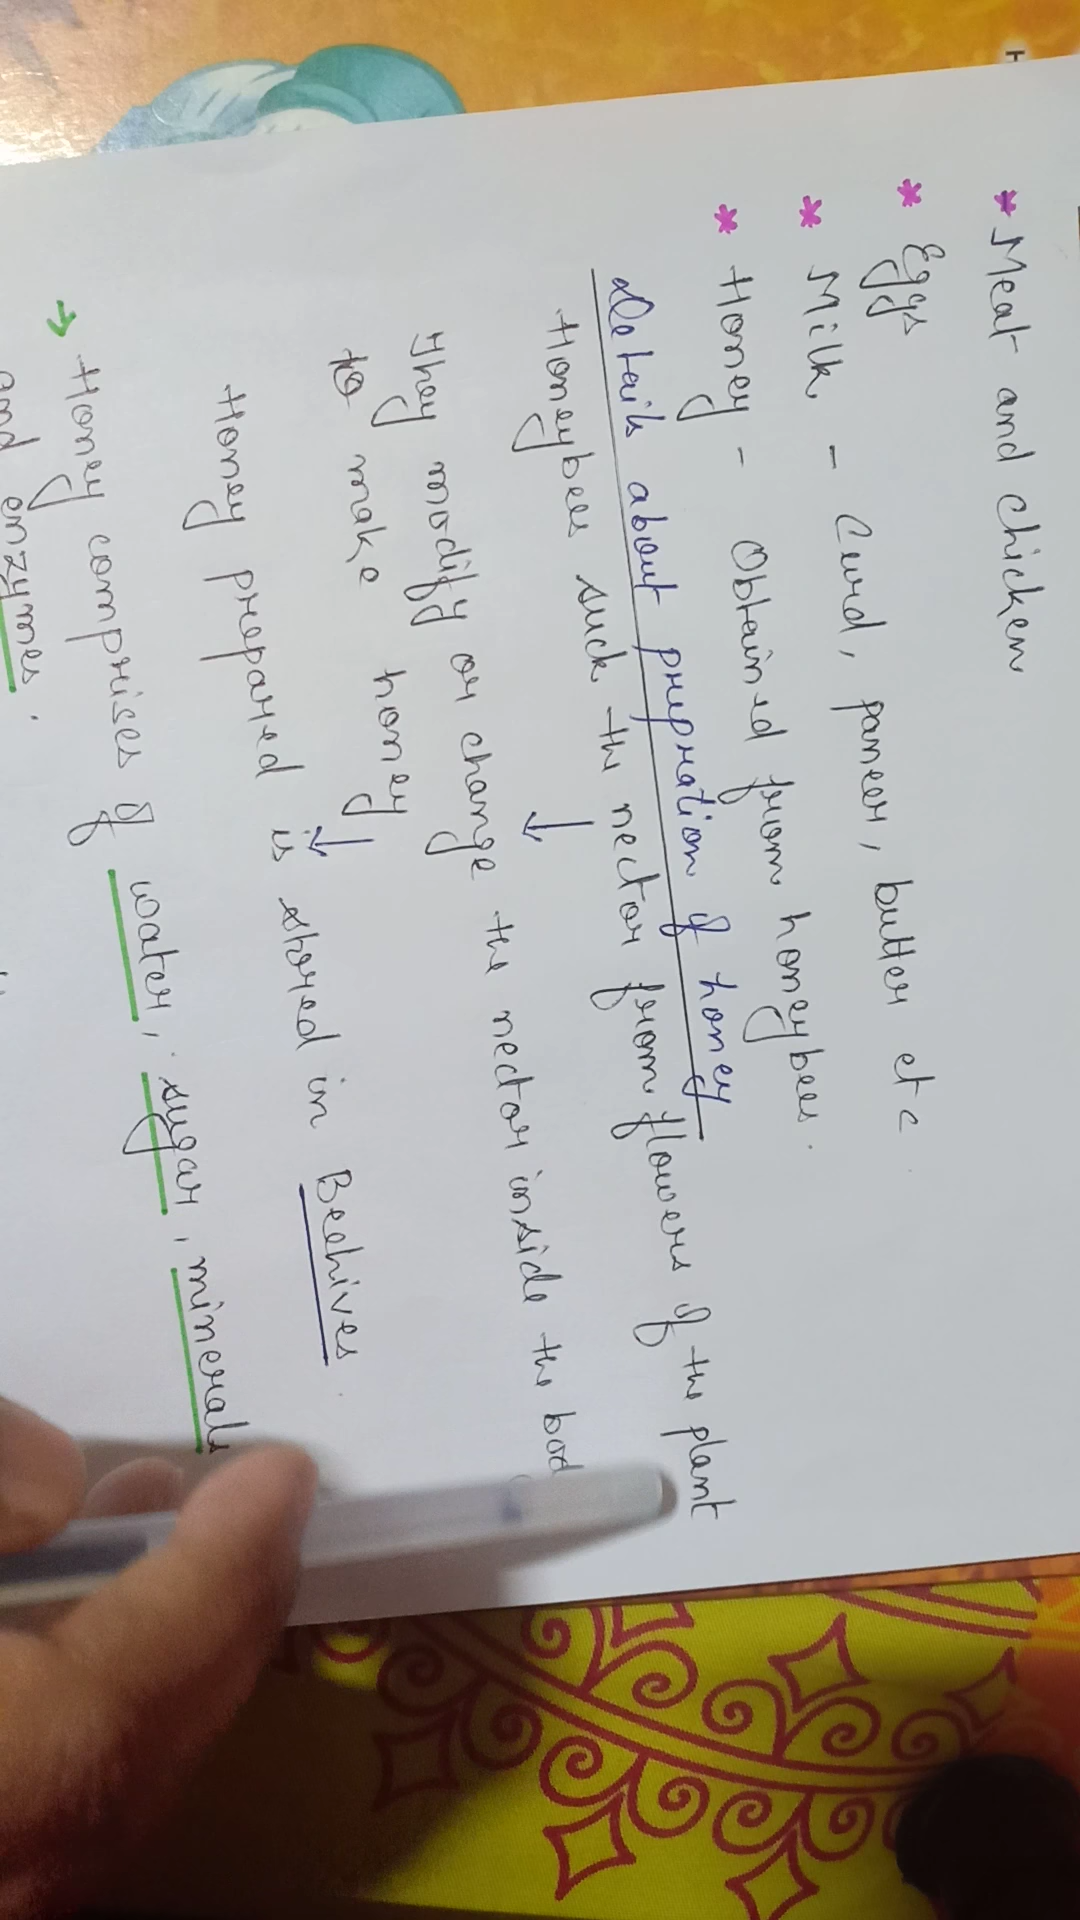 * Meat and chicken
* Eggs
* Milk - Curd, paneer, butter etc
* Honey - Obtained from honeybees.
Details about prepration of honey
Honeybees suck the nector from flowers of the plant
↓
They modify or change the nector inside the bod
to make honey
↓
Honey prepared is stored in Beehives.
→ Honey comprises of water, sugar, minerals
and enzymes.